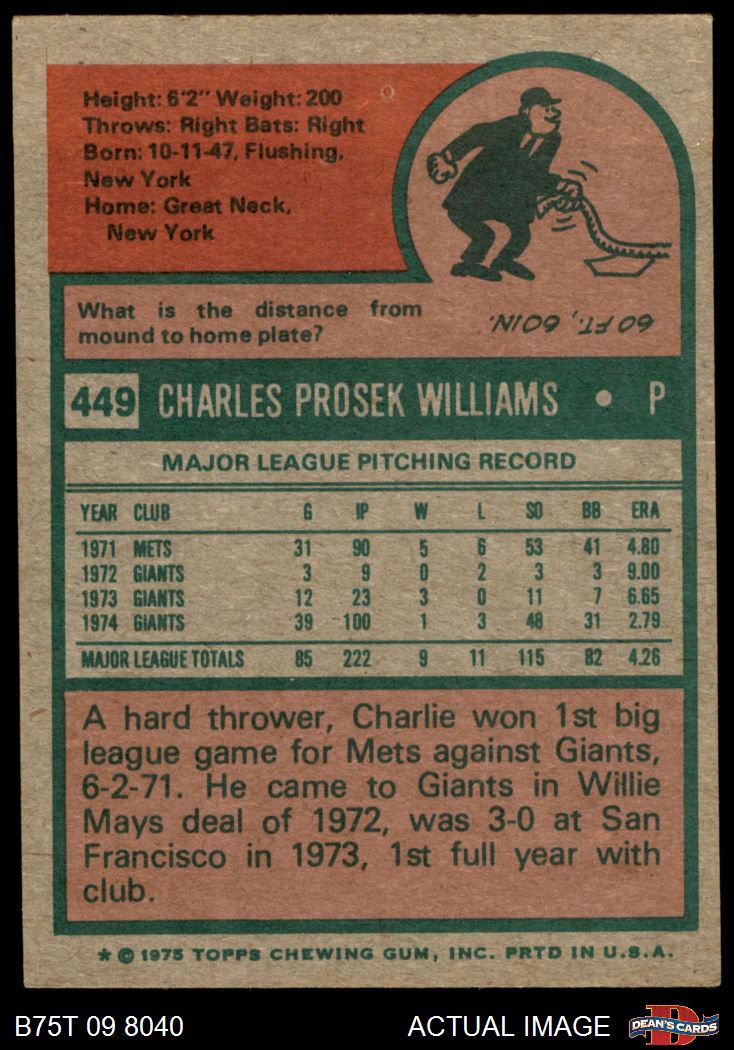 Height: 6'2" Weight: 200
Throws: Right Bats: Right
Born: 10-11-47, Flushing,
New York
Home: Great Neck,
New York
What is the distance from
mound to home plate?
60 FT., 60 IN.
449 CHARLES PROSEK WILLIAMS • P
MAJOR LEAGUE PITCHING RECORD
YEAR CLUB G IP W L SO BB ERA
1971 METS 31 90 5 6 53 41 4.80
1972 GIANTS 3 9 0 2 3 3 9.00
1973 GIANTS 12 23 3 0 11 7 6.65
1974 GIANTS 39 100 1 3 48 31 2.79
MAJOR LEAGUE TOTALS 85 222 9 11 115 82 4.26
A hard thrower, Charlie won 1st big
league game for Mets against Giants,
6-2-71. He came to Giants in Willie
Mays deal of 1972, was 3-0 at San
Francisco in 1973, 1st full year with
club.
* © 1975 TOPPS CHEWING GUM, INC. PRTD IN U.S.A.
B75T 09 8040 ACTUAL IMAGE D DEAN'S CARDS